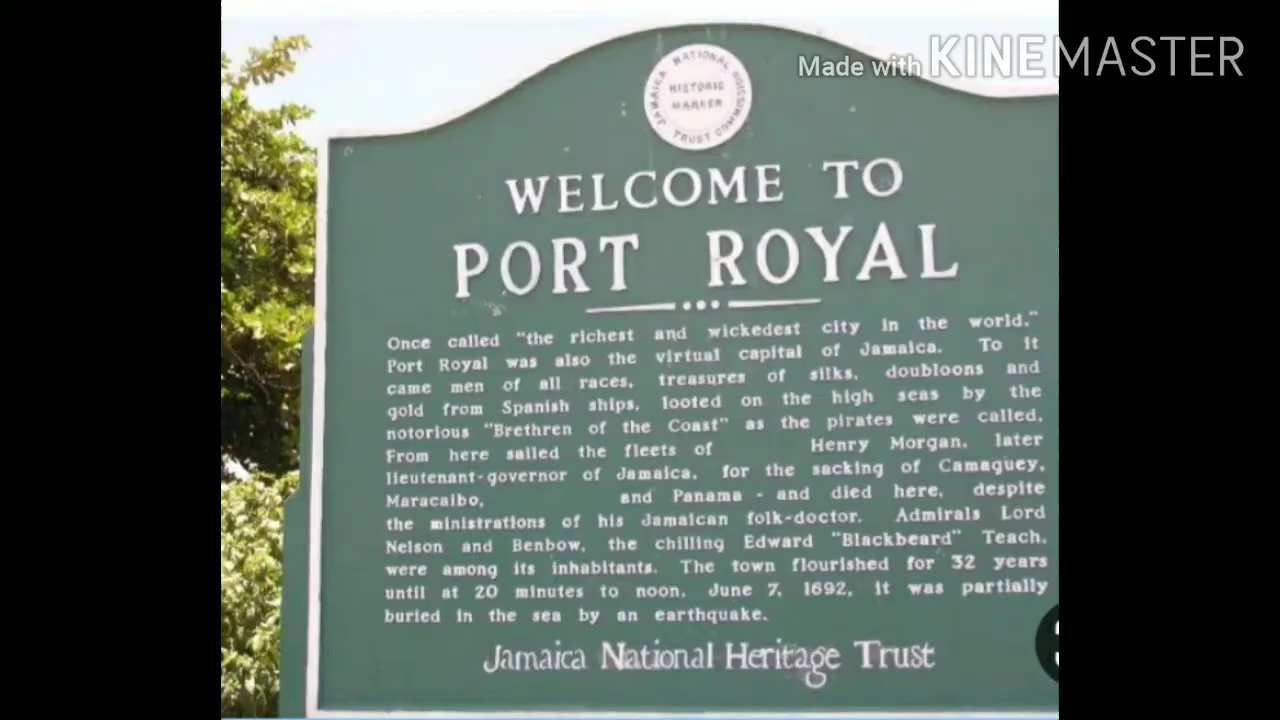 Made with KINEMASTER
JAMAICA NATIONAL TRUST COMMISSION
HISTORIC
MARKER
WELCOME TO
PORT ROYAL
Once called "the richest and wickedest city in the world."
Port Royal was also the virtual capital of Jamaica. To it
came men of all races, treasures of silks, doubloons and
gold from Spanish ships, looted on the high seas by the
notorious "Brethren of the Coast" as the pirates were called.
From here sailed the fleets of Henry Morgan, later
lieutenant-governor of Jamaica, for the sacking of Camaguey,
Maracaibo, and Panama - and died here, despite
the ministrations of his Jamaican folk-doctor. Admirals Lord
Nelson and Benbow, the chilling Edward "Blackbeard" Teach,
were among its inhabitants. The town flourished for 32 years
until at 20 minutes to noon, June 7, 1692, it was partially
buried in the sea by an earthquake.
Jamaica National Heritage Trust